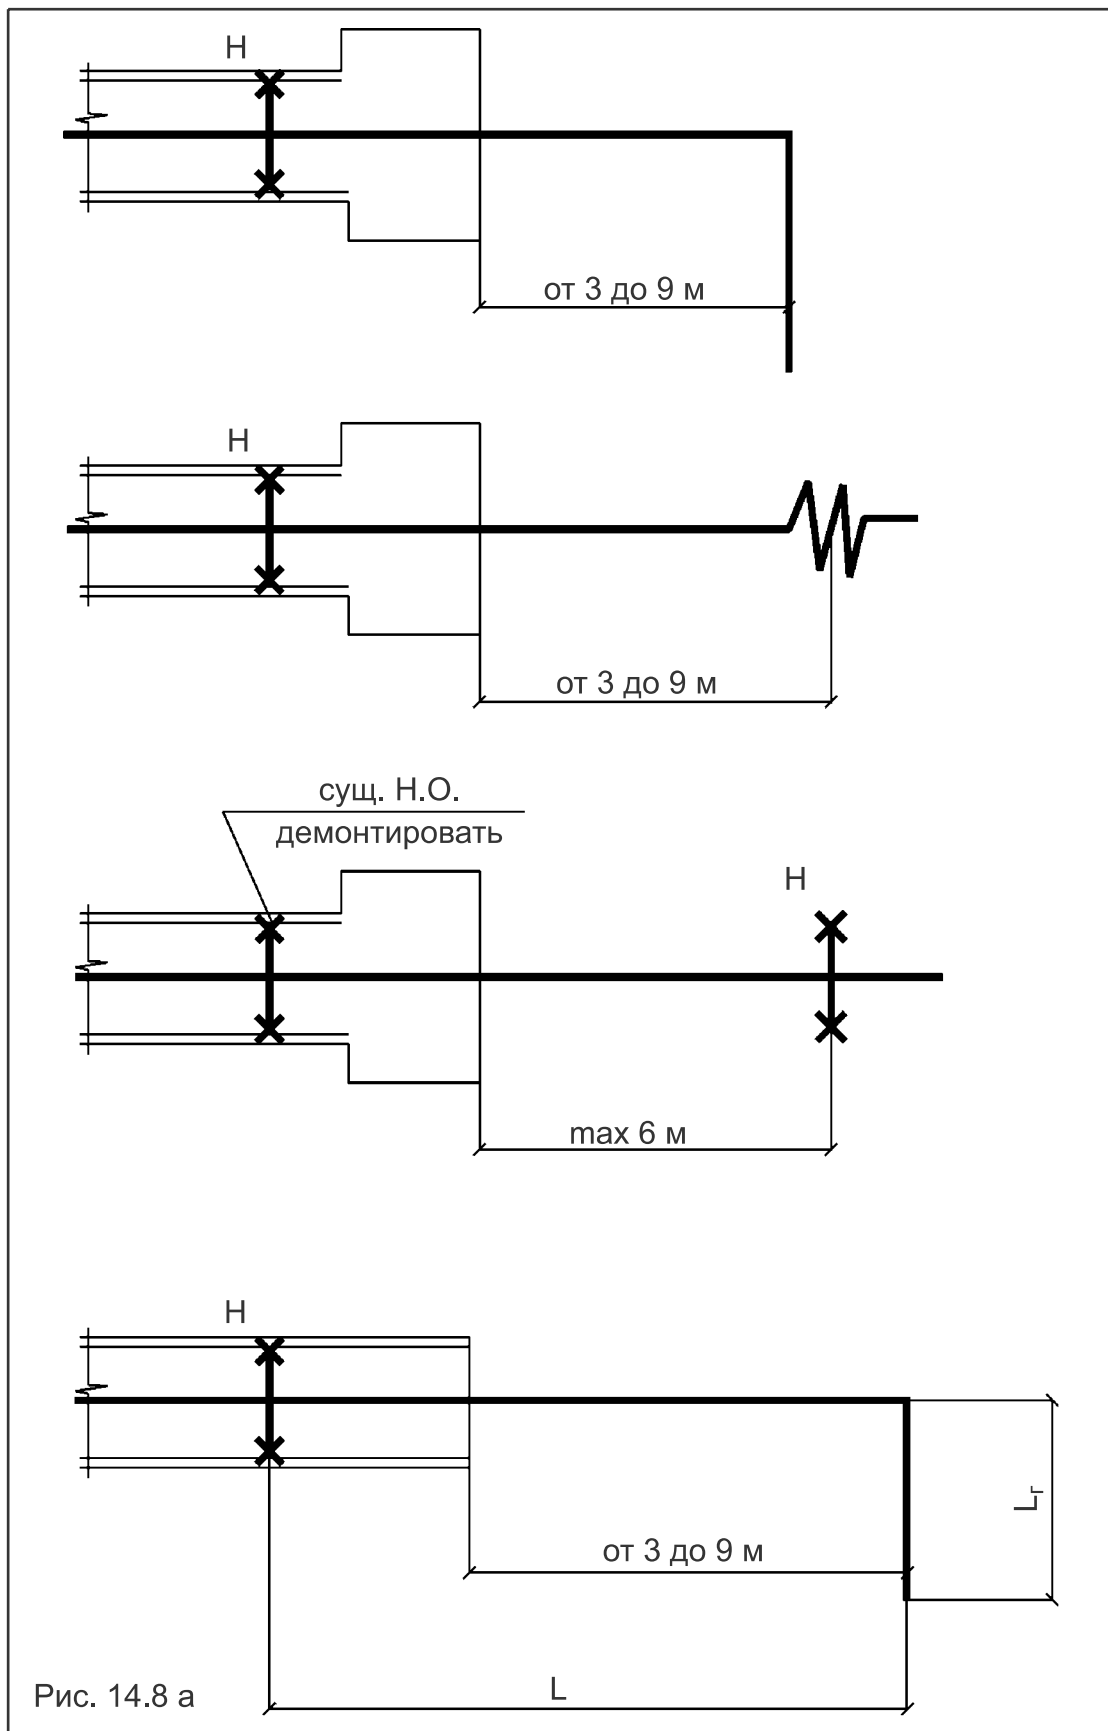 Н
от 3 до 9 м
Н
от 3 до 9 м
сущ. Н.О.
демонтировать
Н
max 6 м
Н
Lг
от 3 до 9 м
L
Рис. 14.8 а